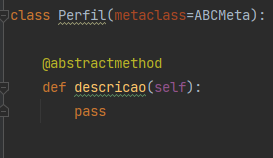 class Perfil(metaclass=ABCMeta):
@abstractmethod
def descricao(self):
pass